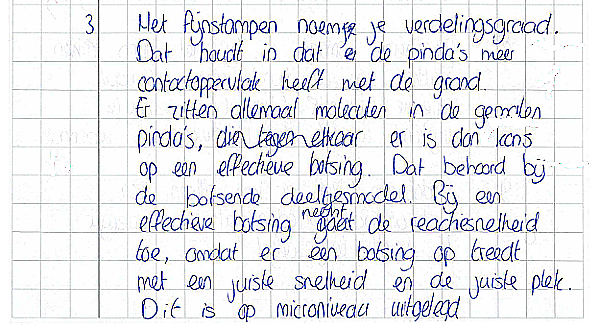 3 Het fijnstampen noem je verdelingsgraad.
Dat houdt in dat de pinda's meer
contactoppervlak heeft met de grond.
Er zitten allemaal moleculen in de gemalen
pinda's, die tegen elkaar er is dan kans
op een effectieve botsing. Dat behoord bij
de botsende deeltjesmodel. Bij een
effectieve botsing neemt de reactiesnelheid
toe, omdat er een botsing op treedt
met een juiste snelheid en de juiste plek.
Dit is op microniveau uitgelegd